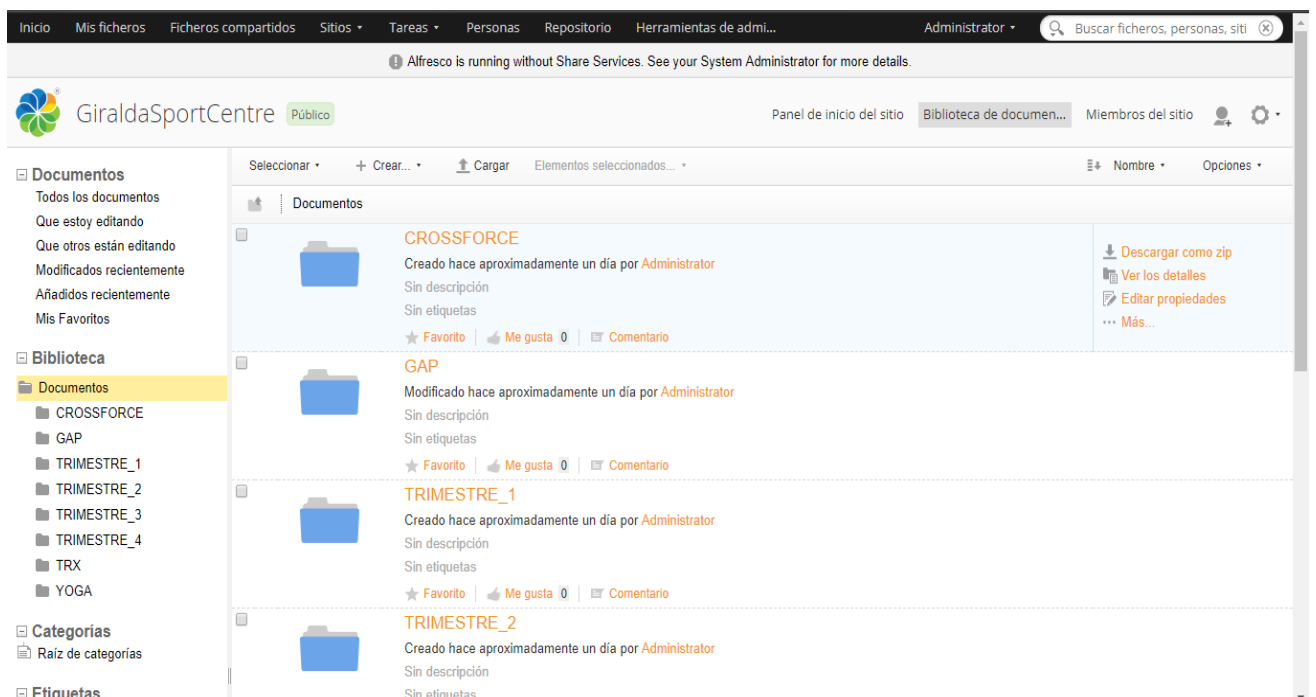 Inicio Mis ficheros Ficheros compartidos Sitios Tareas Personas Repositorio Herramientas de admi... Administrator Buscar ficheros, personas, siti
Alfresco is running without Share Services. See your System Administrator for more details.
GiraldaSportCentre Público Panel de inicio del sitio Biblioteca de documen... Miembros del sitio
Seleccionar + Crear... Cargar Elementos seleccionados... Nombre Opciones
Documentos
Todos los documentos
Que estoy editando
Que otros están editando
Modificados recientemente
Añadidos recientemente
Mis Favoritos
Biblioteca
Documentos
CROSSFORCE
GAP
TRIMESTRE_1
TRIMESTRE_2
TRIMESTRE_3
TRIMESTRE_4
TRX
YOGA
Categorías
Raíz de categorías
Etiquetas
Documentos
CROSSFORCE
Creado hace aproximadamente un día por Administrator
Sin descripción
Sin etiquetas
Favorito Me gusta 0 Comentario
Descargar como zip
Ver los detalles
Editar propiedades
Más...
GAP
Modificado hace aproximadamente un día por Administrator
Sin descripción
Sin etiquetas
Favorito Me gusta 0 Comentario
TRIMESTRE_1
Creado hace aproximadamente un día por Administrator
Sin descripción
Sin etiquetas
Favorito Me gusta 0 Comentario
TRIMESTRE_2
Creado hace aproximadamente un día por Administrator
Sin descripción
Sin etiquetas